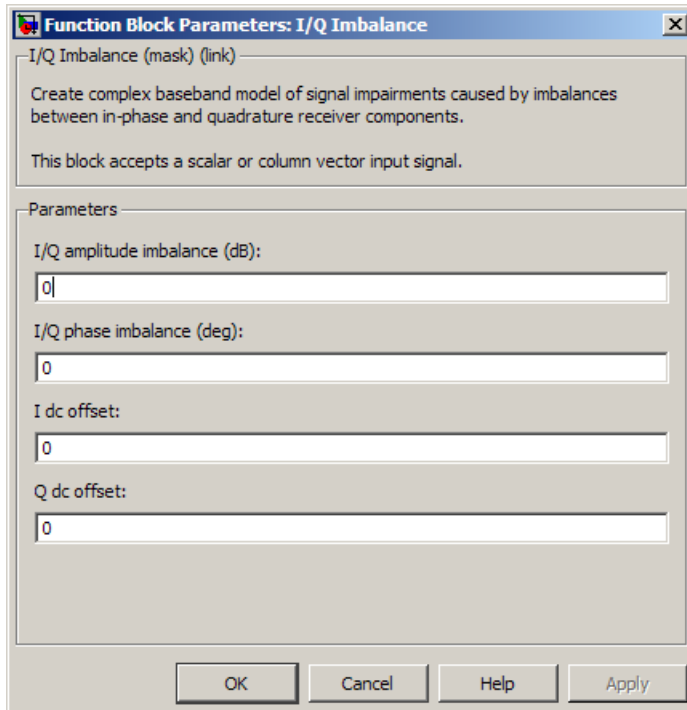 Function Block Parameters: I/Q Imbalance
I/Q Imbalance (mask) (link)
Create complex baseband model of signal impairments caused by imbalances
between in-phase and quadrature receiver components.
This block accepts a scalar or column vector input signal.
Parameters
I/Q amplitude imbalance (dB):
0
I/Q phase imbalance (deg):
0
I dc offset:
0
Q dc offset:
0
OK Cancel Help Apply